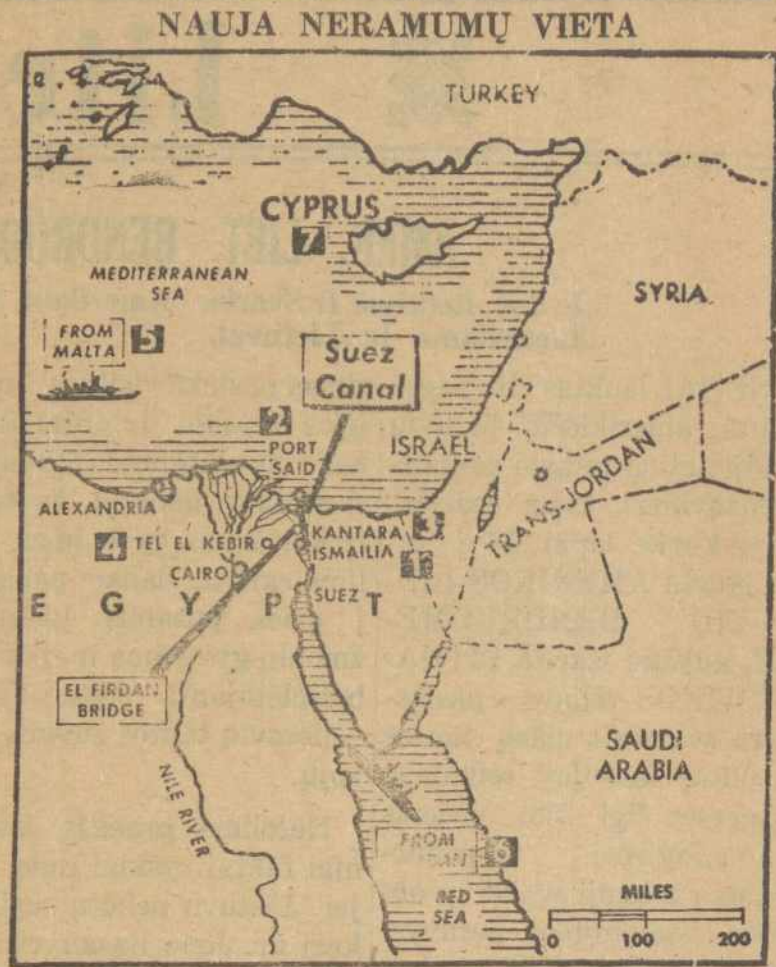 NAUJA NERAMUMŲ VIETA
TURKEY
CYPRUS
7
MEDITERRANEAN
SEA
SYRIA
FROM
MALTA
5
Suez
Canal
2
PORT
SAID
ISRAEL
TRANS-JORDAN
ALEXANDRIA
KANTARA
3
4
TEL EL KEBIR
ISMAILIA
1
CAIRO
SUEZ
EGYPT
EL FIRDAN
BRIDGE
NILE RIVER
SAUDI
ARABIA
FROM
6
RED
SEA
MILES
0 100 200